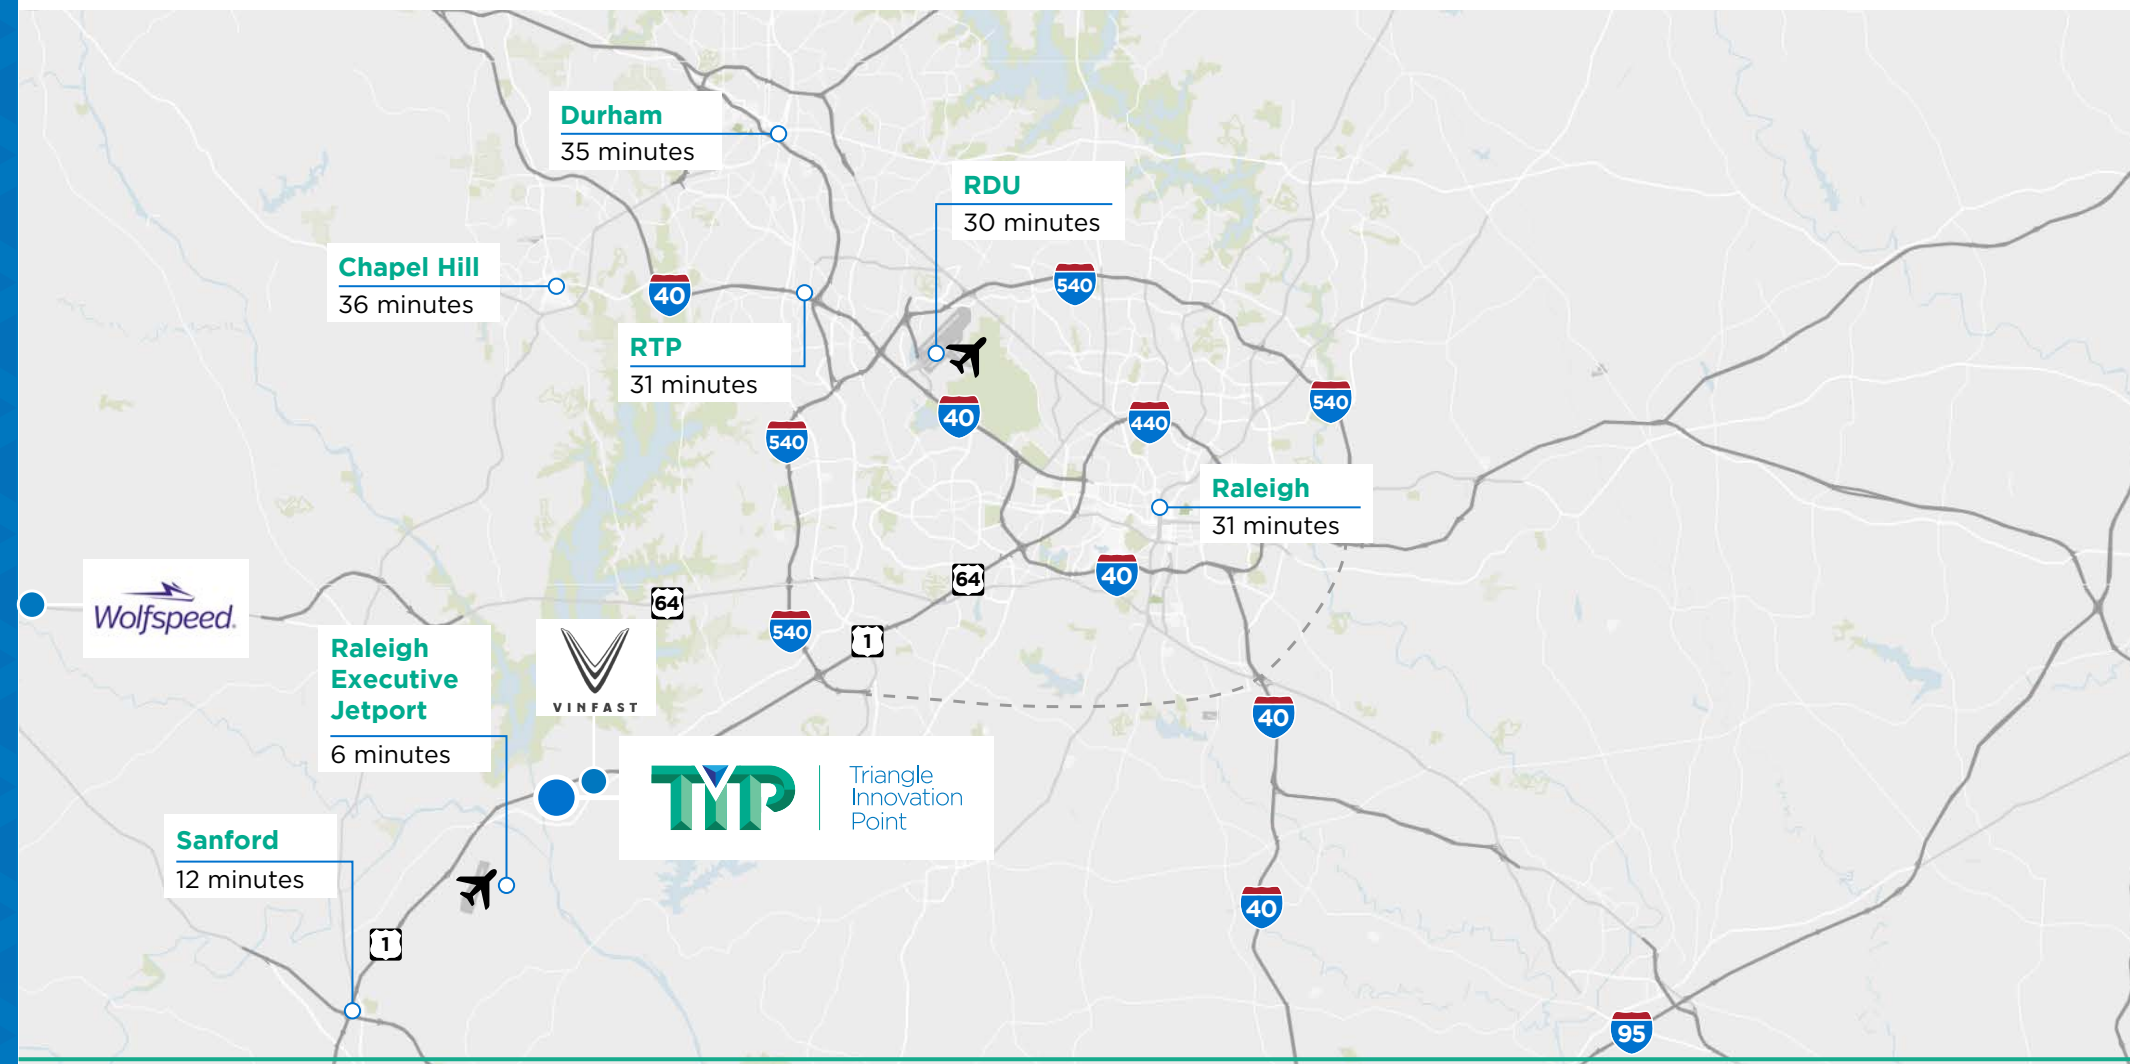 Durham
35 minutes
RDU
30 minutes
Chapel Hill
36 minutes
40
540
RTP
31 minutes
540
40
440
540
Raleigh
31 minutes
Wolfspeed.
64
40
64
540
1
Raleigh
Executive
Jetport
6 minutes
VINFAST
40
TIP
Triangle
Innovation
Point
Sanford
12 minutes
40
1
95